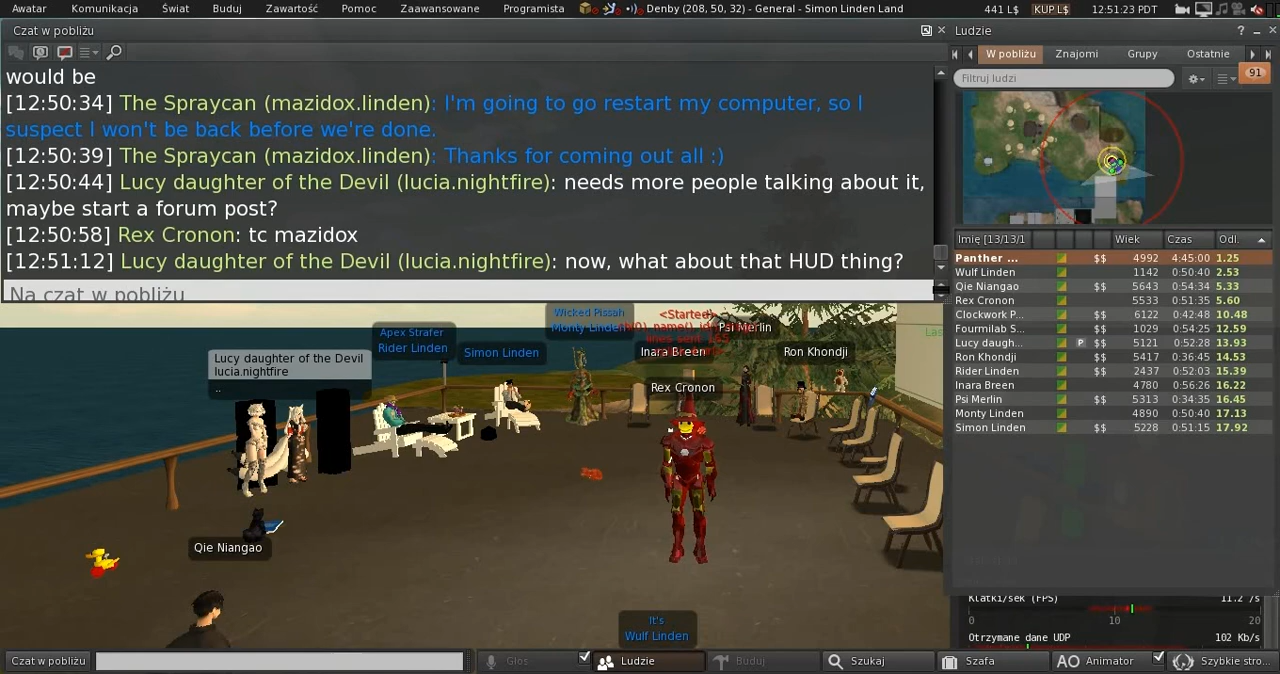 Awatar Komunikacja Świat Buduj Zawartość Pomoc Zaawansowane Programista Denby (208, 50, 32) - General - Simon Linden Land 441 L$ KUP L$ 12:51:23 PDT
Czat w pobliżu
would be
[12:50:34] The Spraycan (mazidox.linden): I'm going to go restart my computer, so I
suspect I won't be back before we're done.
[12:50:39] The Spraycan (mazidox.linden): Thanks for coming out all :)
[12:50:44] Lucy daughter of the Devil (lucia.nightfire): needs more people talking about it,
maybe start a forum post?
[12:50:58] Rex Cronon: tc mazidox
[12:51:12] Lucy daughter of the Devil (lucia.nightfire): now, what about that HUD thing?
Na czat w pobliżu
Ludzie
W pobliżu Znajomi Grupy Ostatnie
Filtruj ludzi
91
Imię [13/13/1 Wiek Czas Odl.
Panther ... $$ 4992 4:45:00 1.25
Wulf Linden 1142 0:50:40 2.53
Qie Niangao $$ 5643 0:54:34 5.33
Rex Cronon 5533 0:51:35 5.60
Clockwork P... $$ 6122 0:42:48 10.48
Fourmilab S... $$ 1029 0:54:25 12.59
Lucy daugh... P $$ 5121 0:52:28 13.93
Ron Khondji $$ 5417 0:36:45 14.53
Rider Linden $$ 2437 0:52:03 15.39
Inara Breen 4780 0:56:26 16.22
Psi Merlin $$ 5313 0:34:35 16.45
Monty Linden 4890 0:50:40 17.13
Simon Linden $$ 5228 0:51:15 17.92
Wicked Pissah
Monty Linden
<Started>
Psi Merlin
Apex Strafer
Rider Linden
Simon Linden
Inara Breen
Ron Khondji
Lucy daughter of the Devil
lucia.nightfire
..
Rex Cronon
Qie Niangao
It's
Wulf Linden
Klatki/sek (FPS) 11.2 /s
0 10 20
Otrzymane dane UDP 102 Kb/s
Czat w pobliżu Głos Ludzie Buduj Szukaj Szafa AO Animator Szybkie stro...